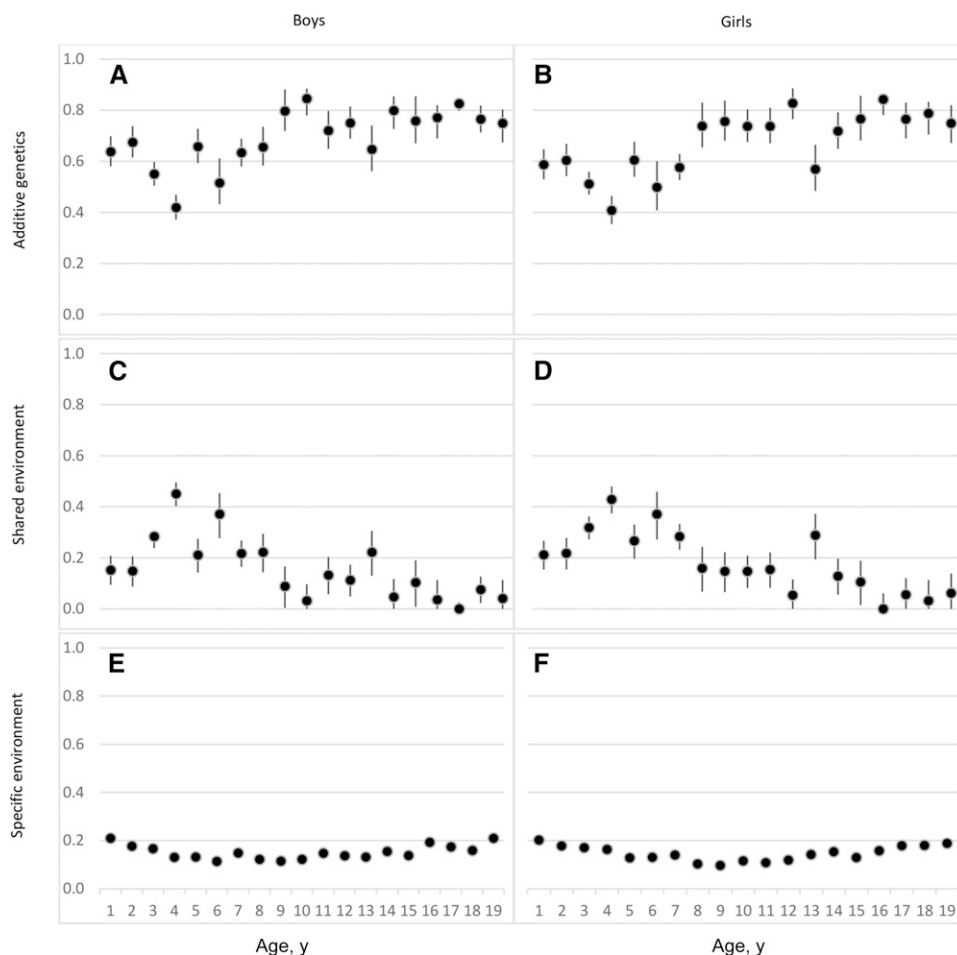 Boys Girls
A B
Additive genetics
1.0
0.8
0.6
0.4
0.2
0.0
C D
Shared environment
1.0
0.8
0.6
0.4
0.2
0.0
E F
Specific environment
1.0
0.8
0.6
0.4
0.2
0.0
1 2 3 4 5 6 7 8 9 10 11 12 13 14 15 16 17 18 19 1 2 3 4 5 6 7 8 9 10 11 12 13 14 15 16 17 18 19
Age, y Age, y